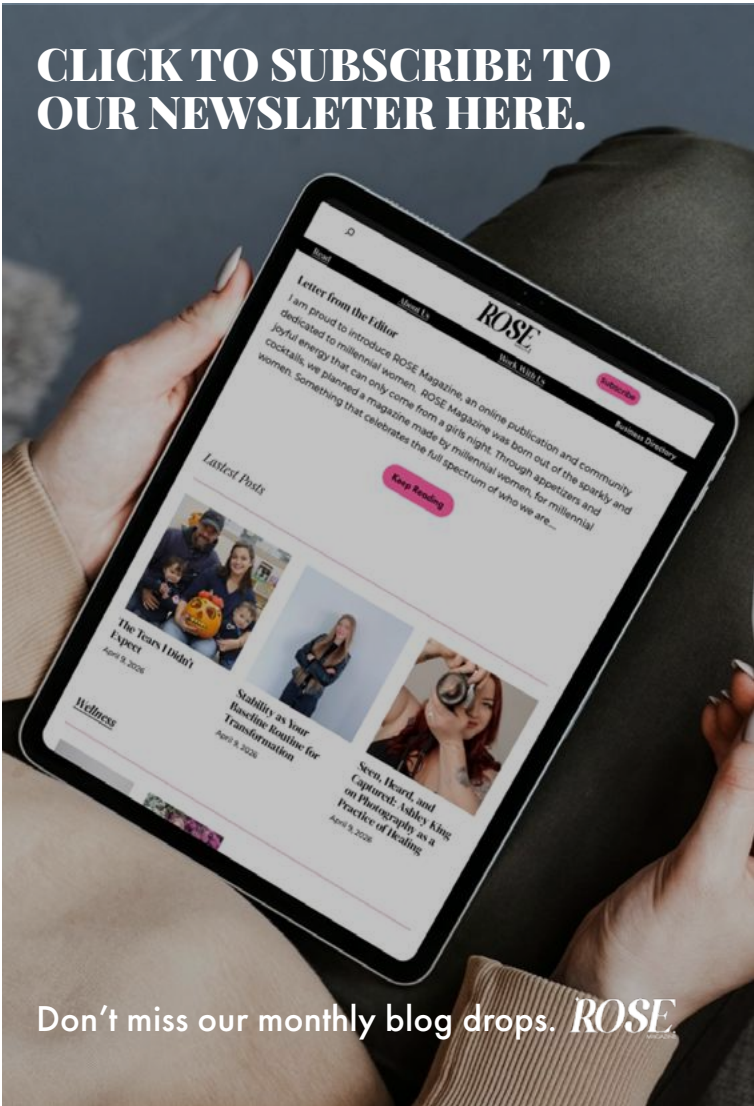 CLICK TO SUBSCRIBE TO
OUR NEWSLETER HERE.
Read
About Us
ROSE
Work With Us
Subscribe
Business Directory
Letter from the Editor
I am proud to introduce ROSE Magazine, an online publication and community
dedicated to millennial women. ROSE Magazine was born out of the sparkly and
joyful energy that can only come from a girls night. Through appetizers and
cocktails, we planned a magazine made by millennial women, for millennial
women. Something that celebrates the full spectrum of who we are...
Keep Reading
Lastest Posts
The Tears I Didn't
Expect
April 9, 2026
Stability as Your
Baseline Routine for
Transformation
April 9, 2026
Seen, Heard, and
Captured: Ashley King
on Photography as a
Practice of Healing
April 9, 2026
Wellness
Don't miss our monthly blog drops. ROSE
MAGAZINE